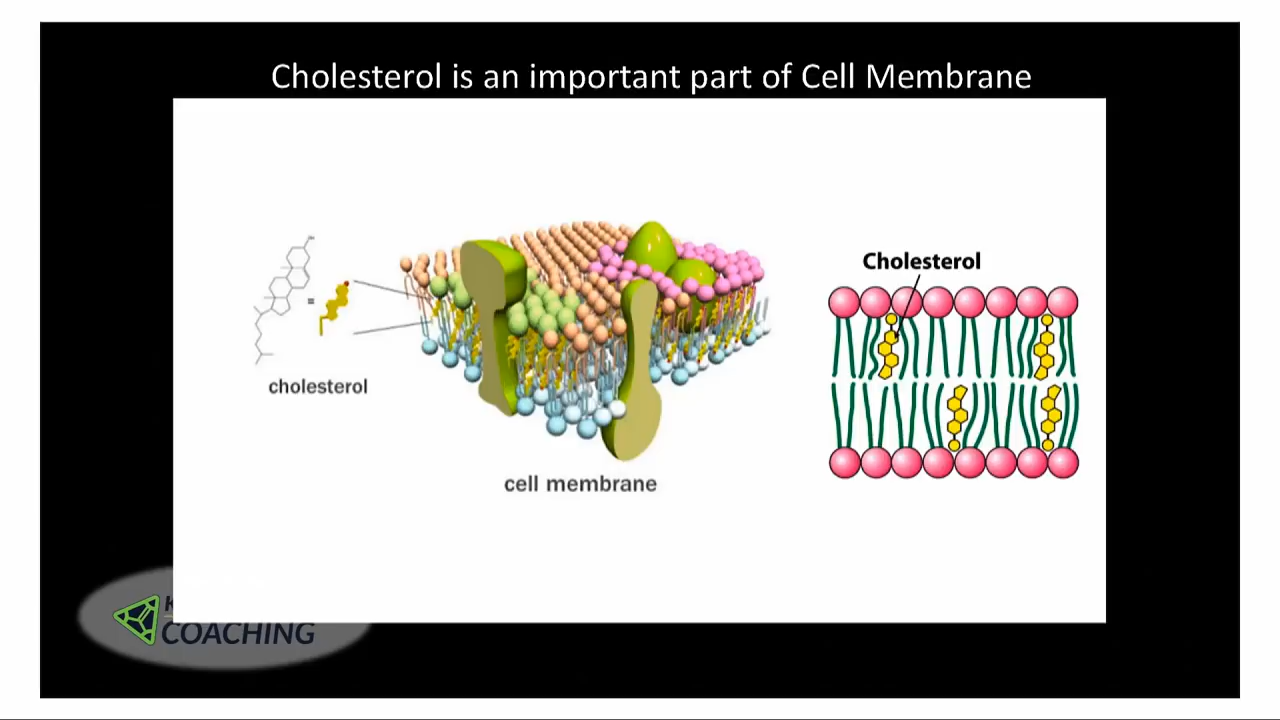 Cholesterol is an important part of Cell Membrane
Cholesterol
cholesterol
cell membrane
COACHING